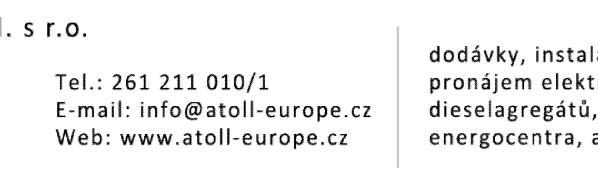 . s r.o.
Tel.: 261 211 010/1
E-mail: info@atoll-europe.cz
Web: www.atoll-europe.cz
dodávky, instal
pronájem elekt
dieselagregátů,
energocentra, a